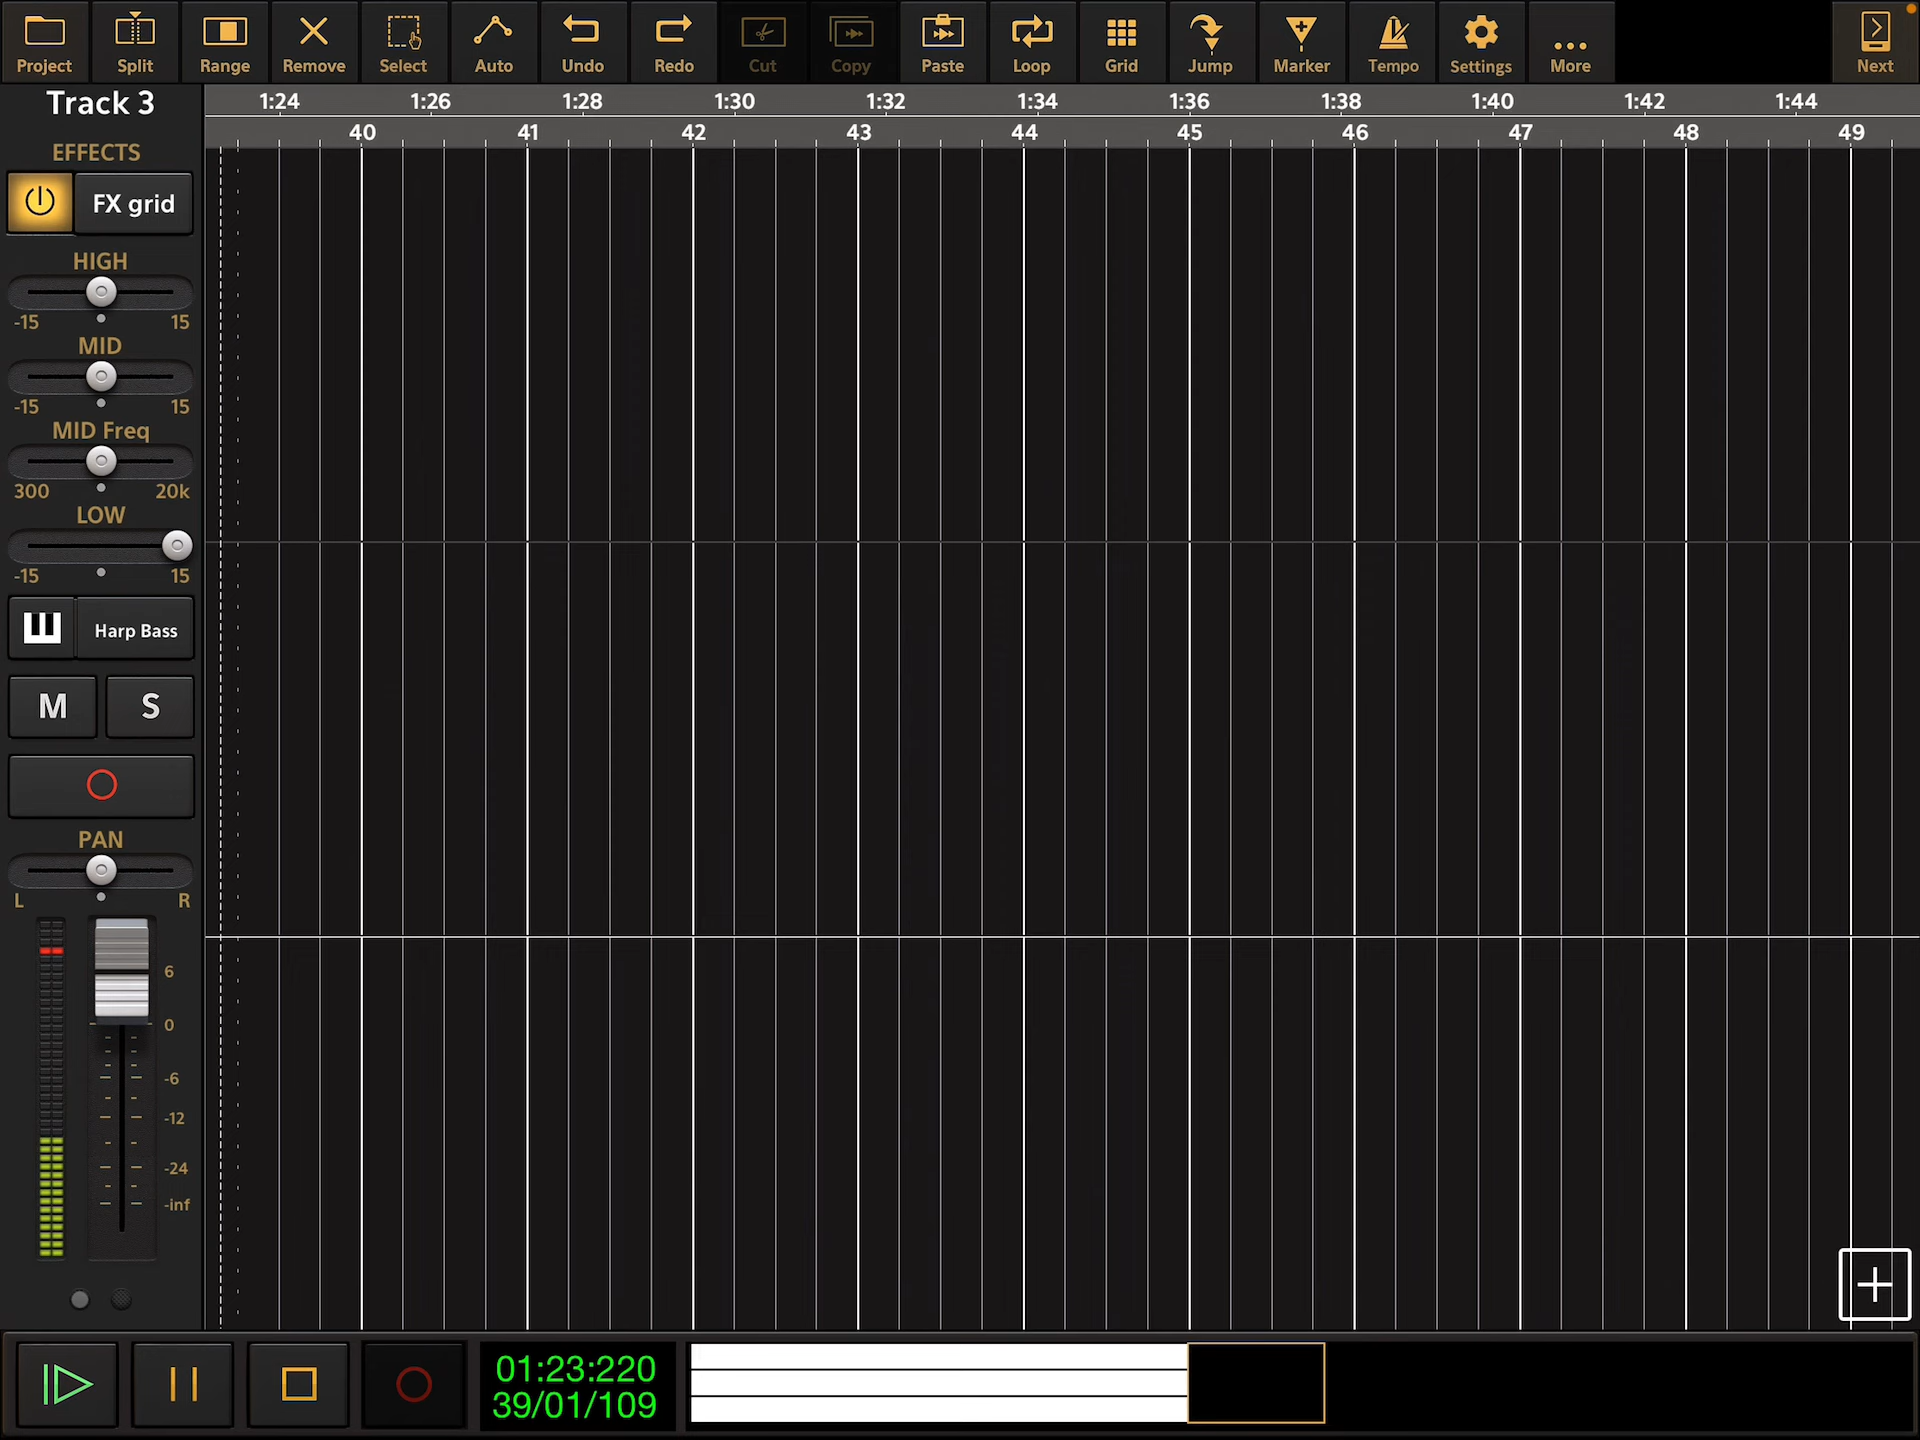 Project Split Range Remove Select Auto Undo Redo Cut Copy Paste Loop Grid Jump Marker Tempo Settings More Next
Track 3
1:24 1:26 1:28 1:30 1:32 1:34 1:36 1:38 1:40 1:42 1:44
40 41 42 43 44 45 46 47 48 49
EFFECTS
FX grid
HIGH
-15 15
MID
-15 15
MID Freq
300 20k
LOW
-15 15
Harp Bass
M S
PAN
L R
6
0
-6
-12
-24
-inf
01:23:220
39/01/109